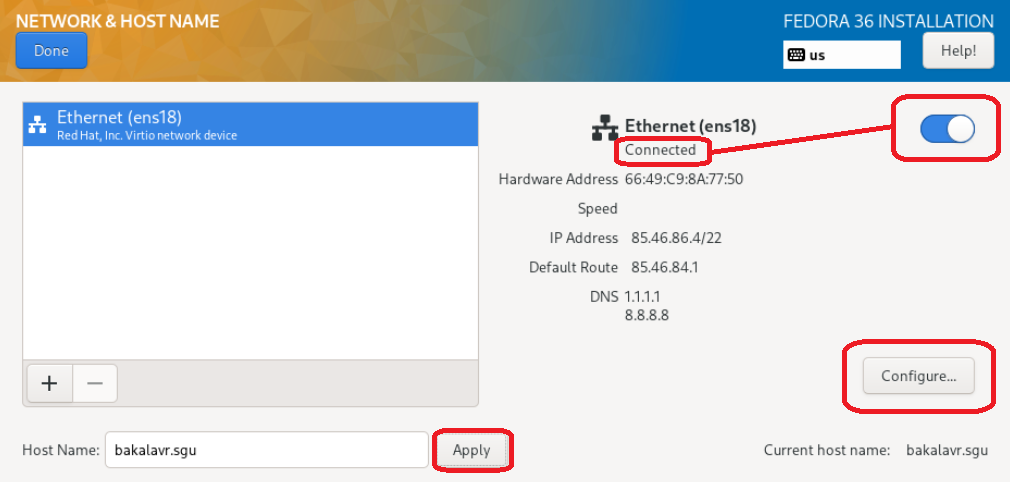 NETWORK & HOST NAME
FEDORA 36 INSTALLATION
Done
us
Help!
Ethernet (ens18)
Red Hat, Inc. Virtio network device
Ethernet (ens18)
Connected
Hardware Address 66:49:C9:8A:77:50
Speed
IP Address 85.46.86.4/22
Default Route 85.46.84.1
DNS 1.1.1.1
8.8.8.8
+ −
Configure...
Host Name: bakalavr.sgu Apply
Current host name: bakalavr.sgu